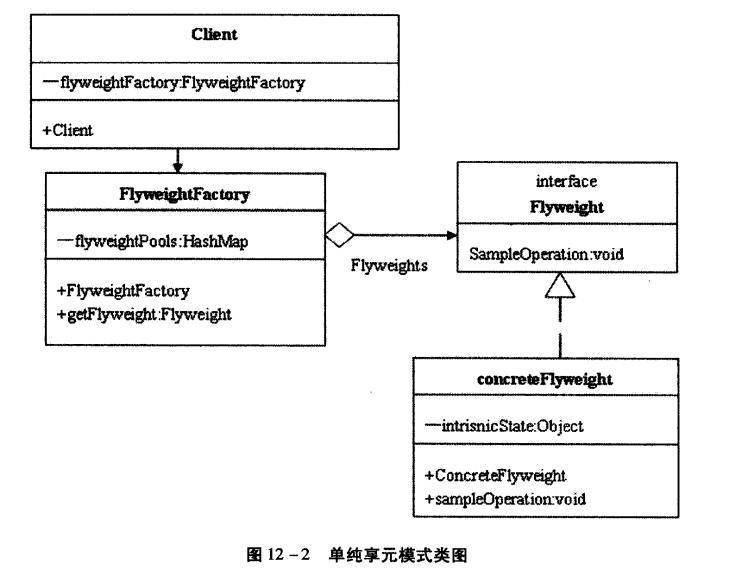 Client
—flyweightFactory:FlyweightFactory
+Client
FlyweightFactory
—flyweightPools:HashMap
+FlyweightFactory
+getFlyweight:Flyweight
Flyweights
interface
Flyweight
SampleOperation:void
concreteFlyweight
—intrisnicState:Object
+ConcreteFlyweight
+sampleOperation:void
图 12-2 单纯享元模式类图